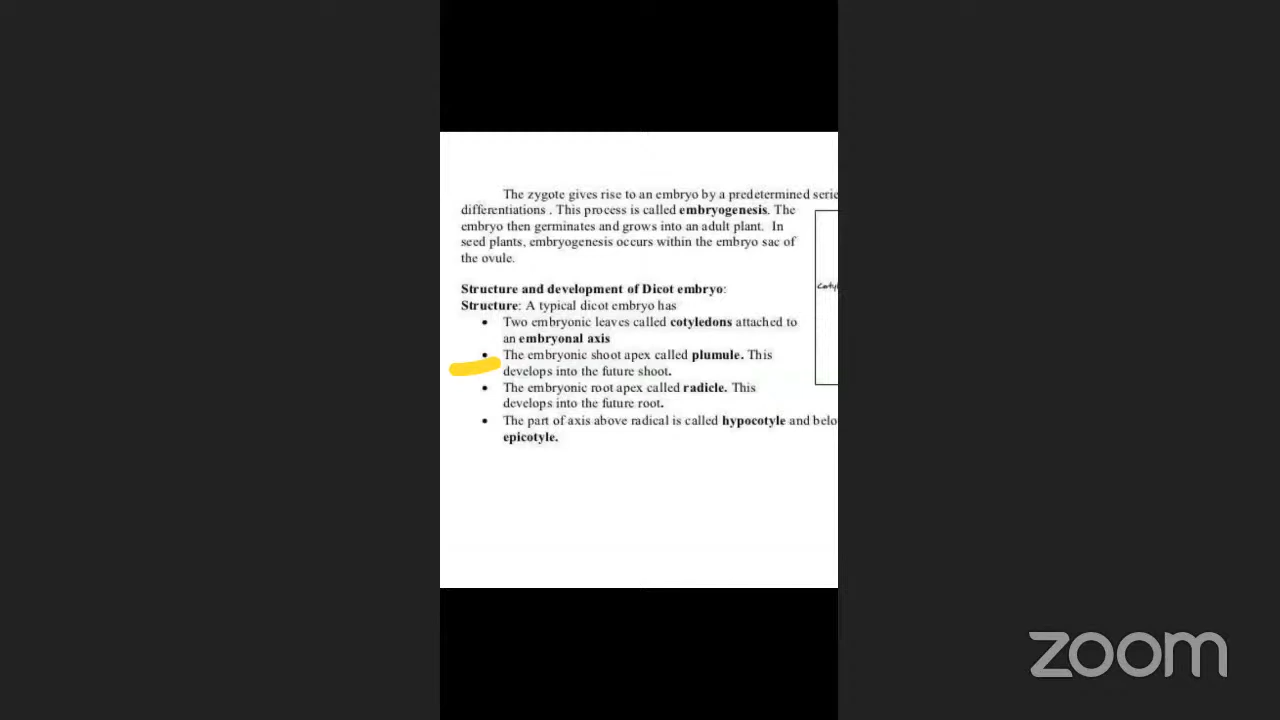 The zygote gives rise to an embryo by a predetermined
differentiations . This process is called embryogenesis. The
embryo then germinates and grows into an adult plant. In
seed plants, embryogenesis occurs within the embryo sac of
the ovule.
Structure and development of Dicot embryo:
Structure: A typical dicot embryo has
• Two embryonic leaves called cotyledons attached to
an embryonal axis
• The embryonic shoot apex called plumule. This
develops into the future shoot.
• The embryonic root apex called radicle. This
develops into the future root.
• The part of axis above radical is called hypocotyle and
epicotyle.
zoom